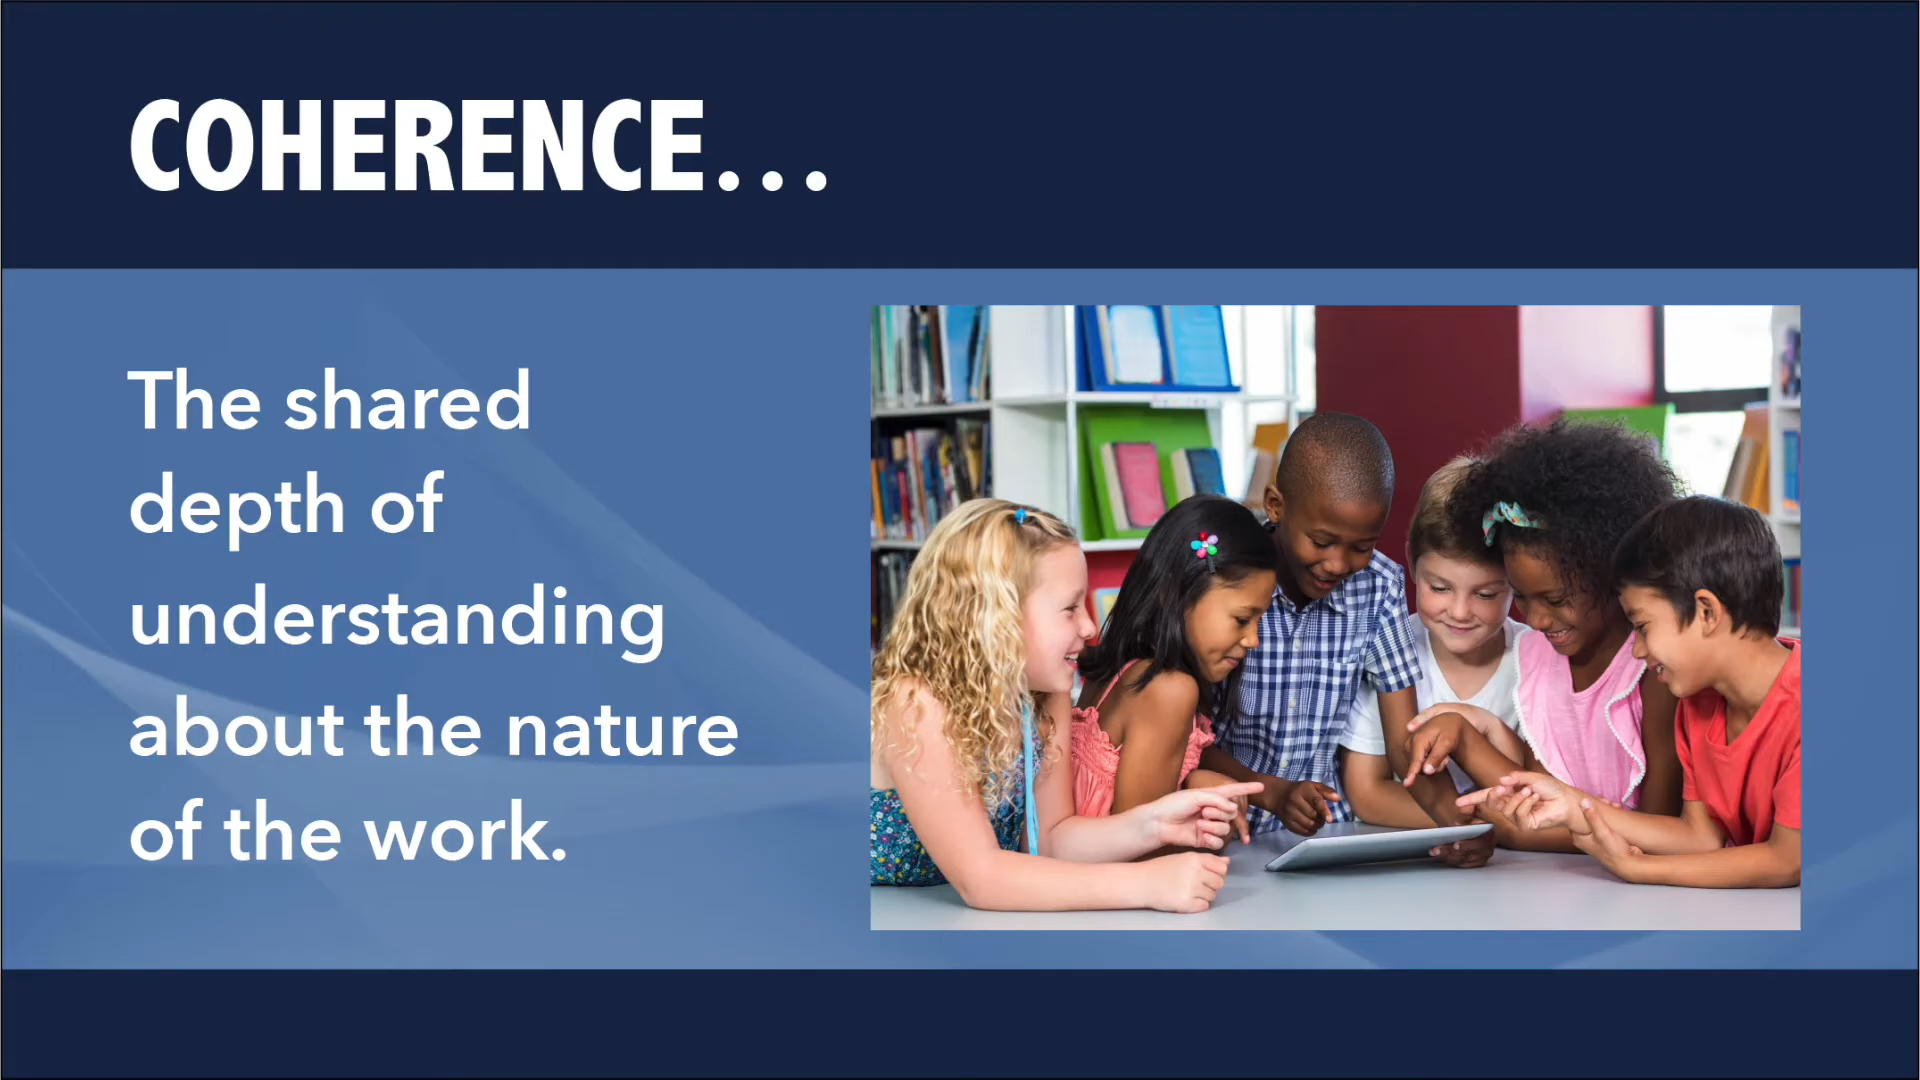 COHERENCE...
The shared
depth of
understanding
about the nature
of the work.